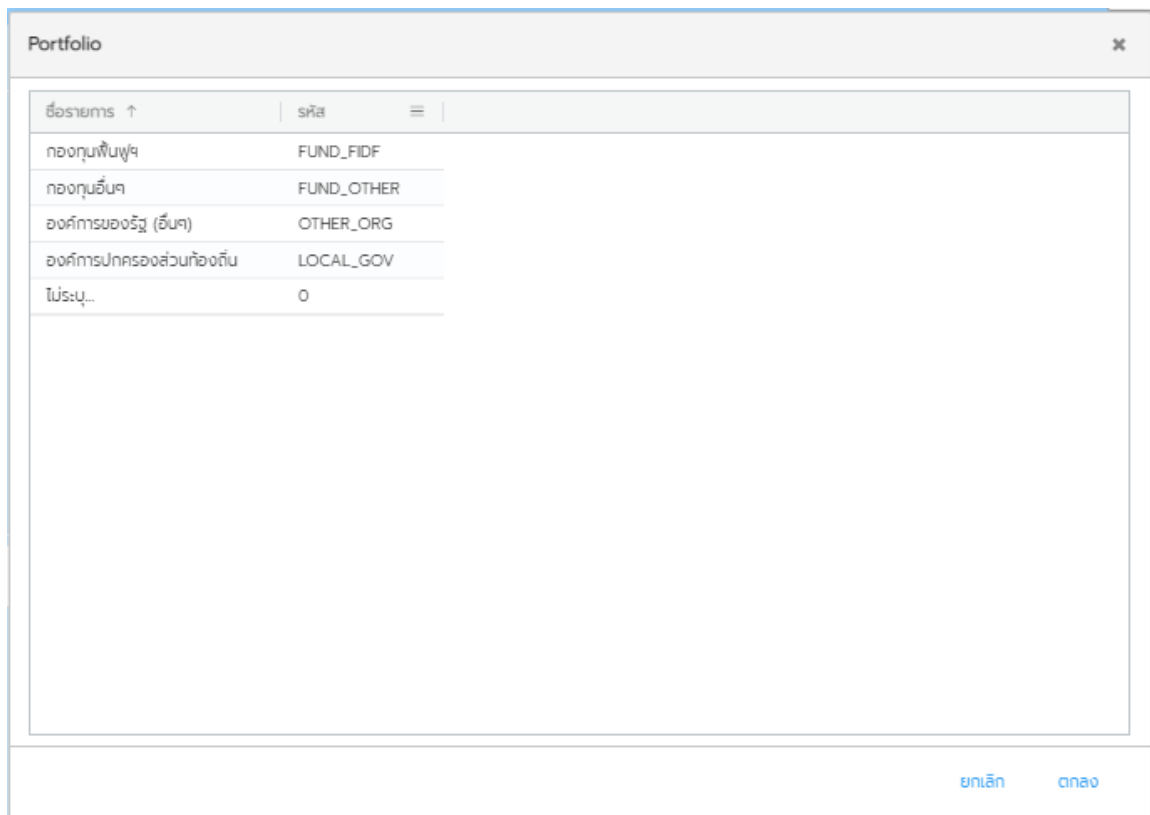 Portfolio
ชื่อรายการ ↑ รหัส
กองทุนฟื้นฟูฯ FUND_FIDF
กองทุนอื่นๆ FUND_OTHER
องค์การของรัฐ (อื่นๆ) OTHER_ORG
องค์การปกครองส่วนท้องถิ่น LOCAL_GOV
ไม่ระบุ... 0
ยกเลิก ตกลง